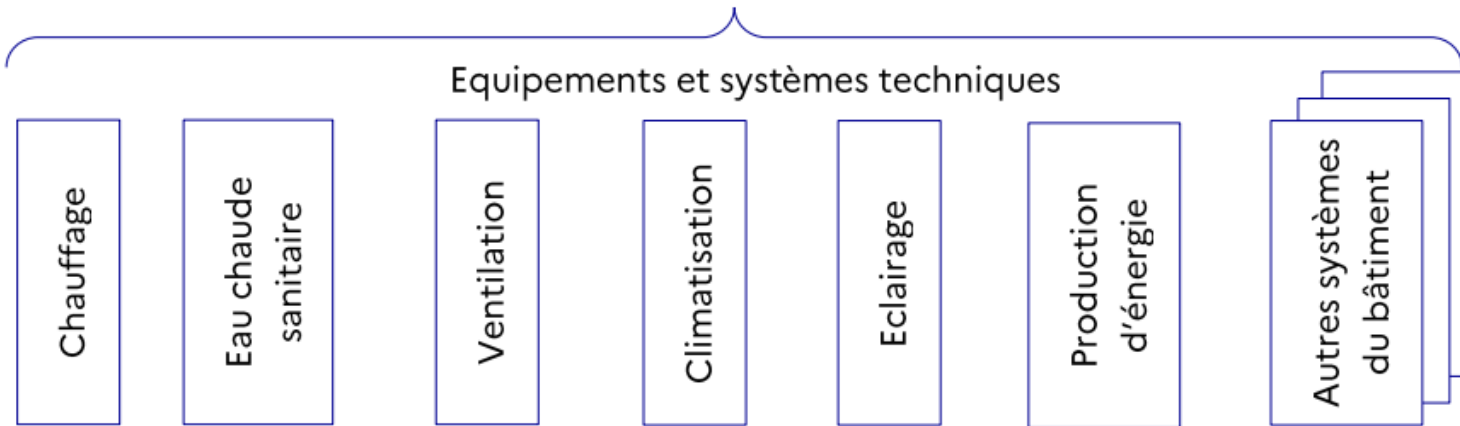 Equipements et systèmes techniques
Chauffage
Eau chaude
sanitaire
Ventilation
Climatisation
Eclairage
Production
d'énergie
Autres systèmes
du bâtiment